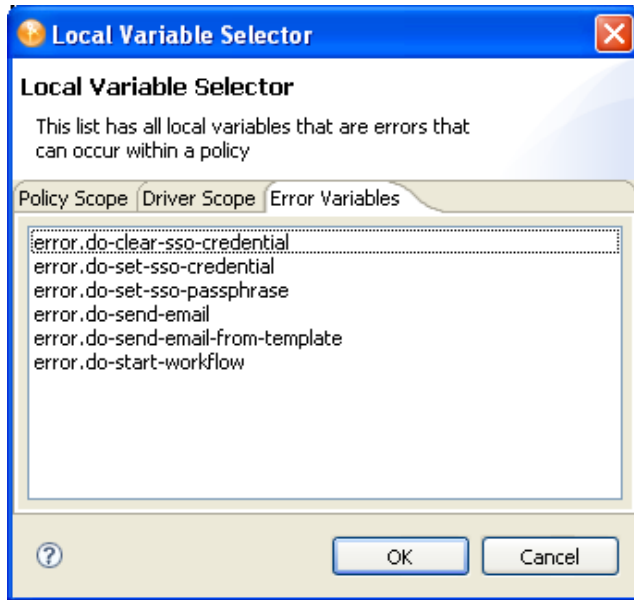 Local Variable Selector
Local Variable Selector
This list has all local variables that are errors that
can occur within a policy
Policy Scope Driver Scope Error Variables
error.do-clear-sso-credential
error.do-set-sso-credential
error.do-set-sso-passphrase
error.do-send-email
error.do-send-email-from-template
error.do-start-workflow
? OK Cancel